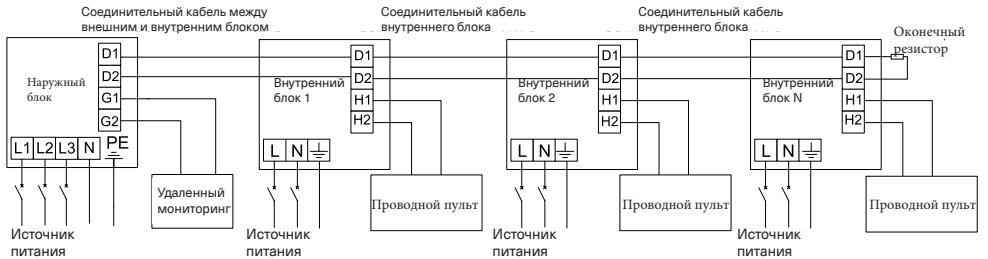 Соединительный кабель между
внешним и внутренним блоком
Соединительный кабель
внутреннего блока
Соединительный кабель
внутреннего блока
Оконечный
резистор
Наружный
блок
D1
D2
G1
G2
L1 L2 L3 N PE
Удаленный
мониторинг
Источник
питания
Внутренний
блок 1
D1
D2
H1
H2
L N
Проводной пульт
Источник
питания
Внутренний
блок 2
D1
D2
H1
H2
L N
Проводной пульт
Источник
питания
Внутренний
блок N
D1
D2
H1
H2
L N
Проводной пульт
Источник
питания